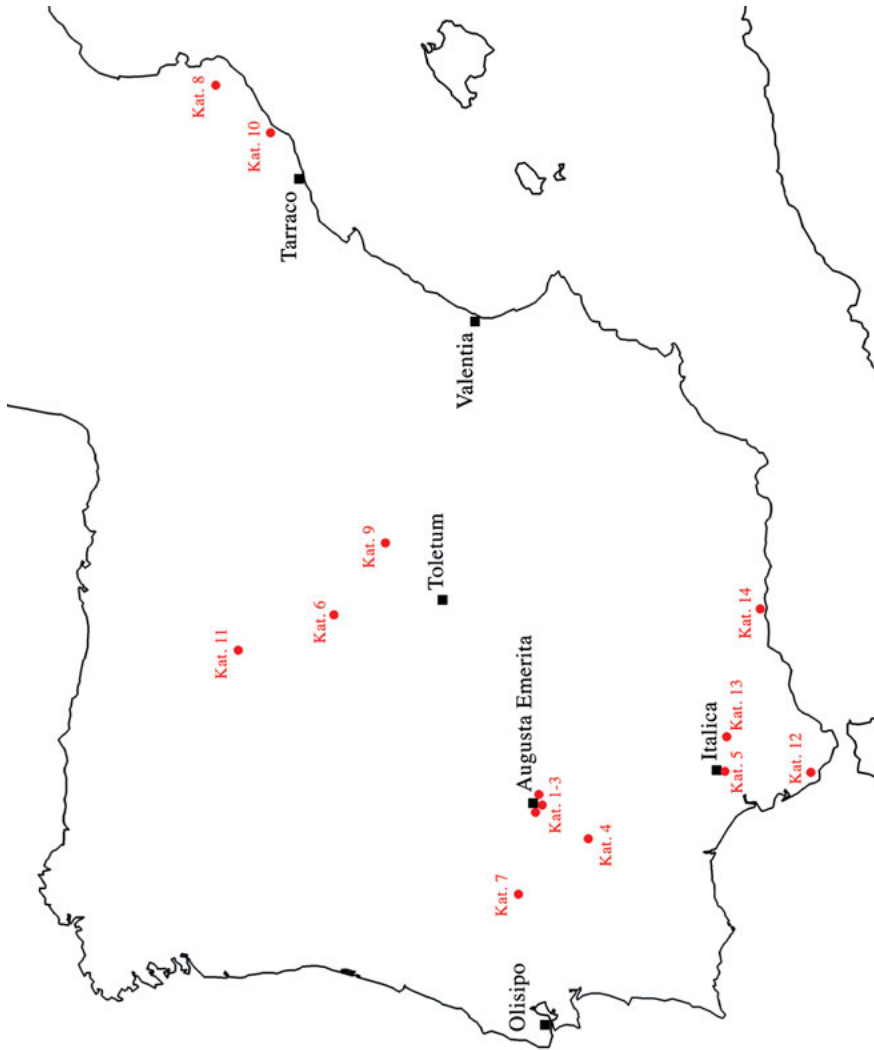 Kat. 8
Kat. 10
Tarraco
Valentia
Kat. 11
Kat. 6
Kat. 9
Toletum
Kat. 7
Augusta Emerita
Kat. 1-3
Kat. 4
Olisipo
Italica
Kat. 5
Kat. 13
Kat. 14
Kat. 12